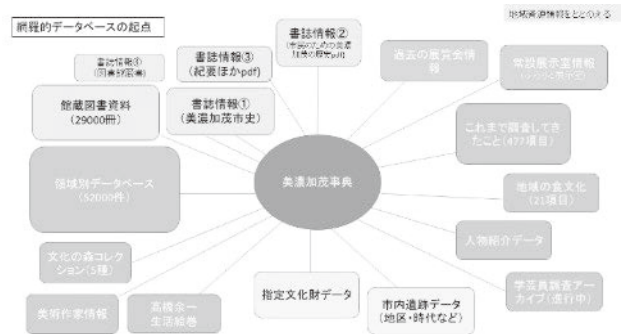 網羅的データベースの起点
地域資源情報をととのえる
書誌情報②
(市民のための美濃
加茂の歴史pdf)
書誌情報③
(紀要ほかpdf)
過去の展覧会情
報
書誌情報④
常設展示室情報
館蔵図書資料
(29000冊)
書誌情報①
(美濃加茂市史)
これまで調査してき
たこと(477項目)
美濃加茂事典
領域別データベース
(52000件)
地域の食文化
(21項目)
人物紹介データ
文化の森コレク
ション(5種)
学芸員調査アー
カイブ(進行中)
美術作家情報
高橋余一
生活絵巻
指定文化財データ
市内遺跡データ
(地区・時代など)